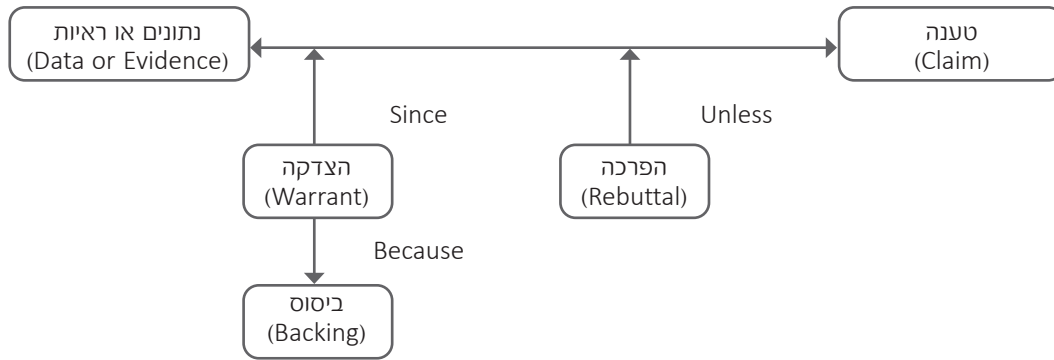 נתונים או ראיות
(Data or Evidence)
טענה
(Claim)
Since
Unless
הצדקה
(Warrant)
הפרכה
(Rebuttal)
Because
ביסוס
(Backing)